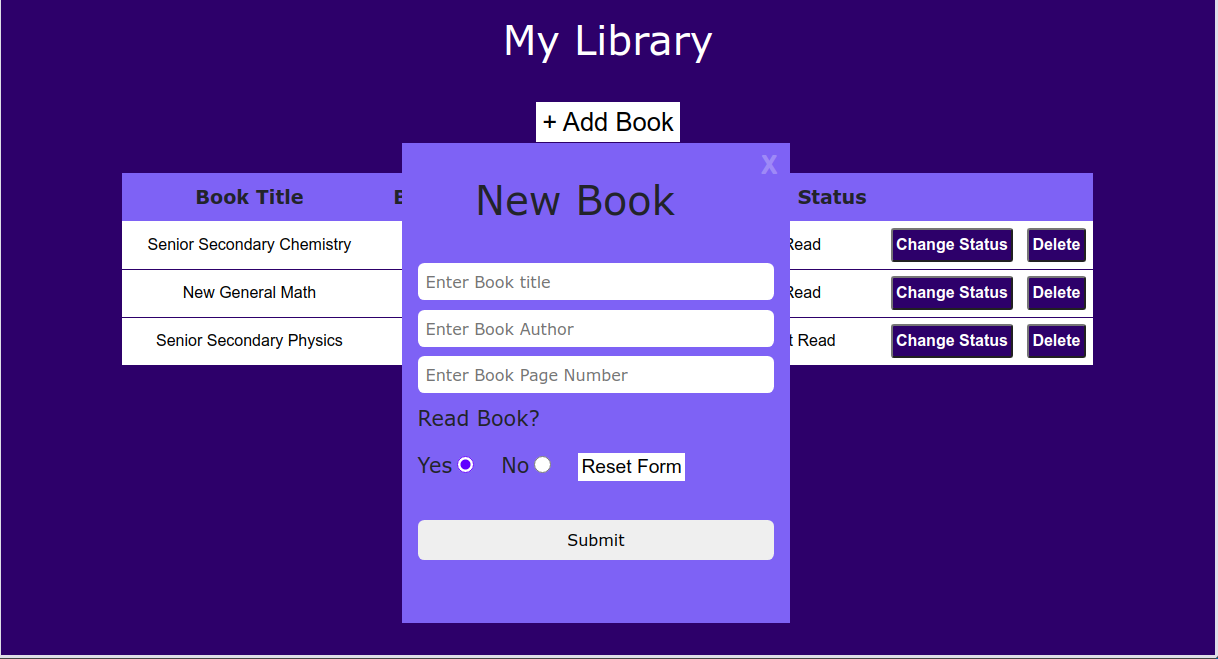 My Library
+ Add Book
X
New Book
Book Title Status
Senior Secondary Chemistry Read Change Status Delete
New General Math Read Change Status Delete
Senior Secondary Physics Read Change Status Delete
Enter Book title
Enter Book Author
Enter Book Page Number
Read Book?
Yes No Reset Form
Submit